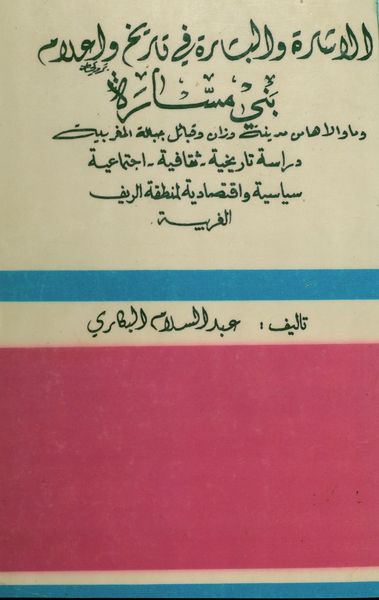 الاشارة والبشارة في تاريخ واعلام
بني مسارة
وما والاها من مدينة وزان وقبائل جبالة المغربية
دراسة تاريخية - ثقافية - اجتماعية
سياسية واقتصادية لمنطقة الريف
الغربية
تاليف: عبد السلام البكاري